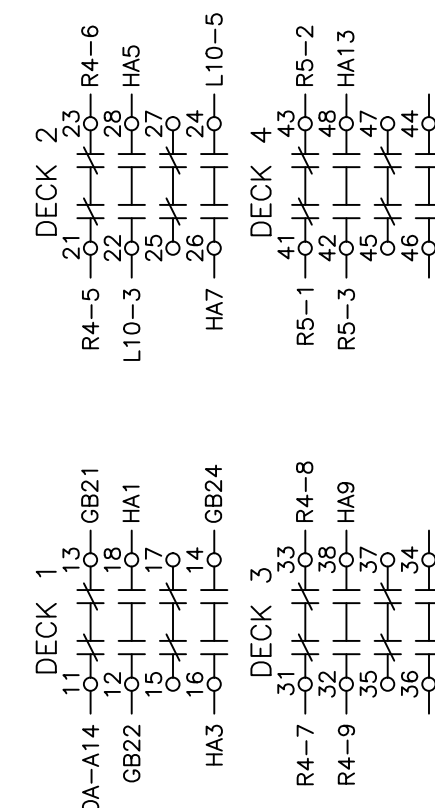 DECK 2
21 23
R4-5 R4-6
22 28
L10-3 HA5
25 27
26 24
HA7 L10-5
DECK 4
41 43
R5-1 R5-2
42 48
R5-3 HA13
45 47
46 44
DECK 1
11 13
DA-A14 GB21
12 18
GB22 HA1
15 17
16 14
HA3 GB24
DECK 3
31 33
R4-7 R4-8
32 38
R4-9 HA9
35 37
36 34